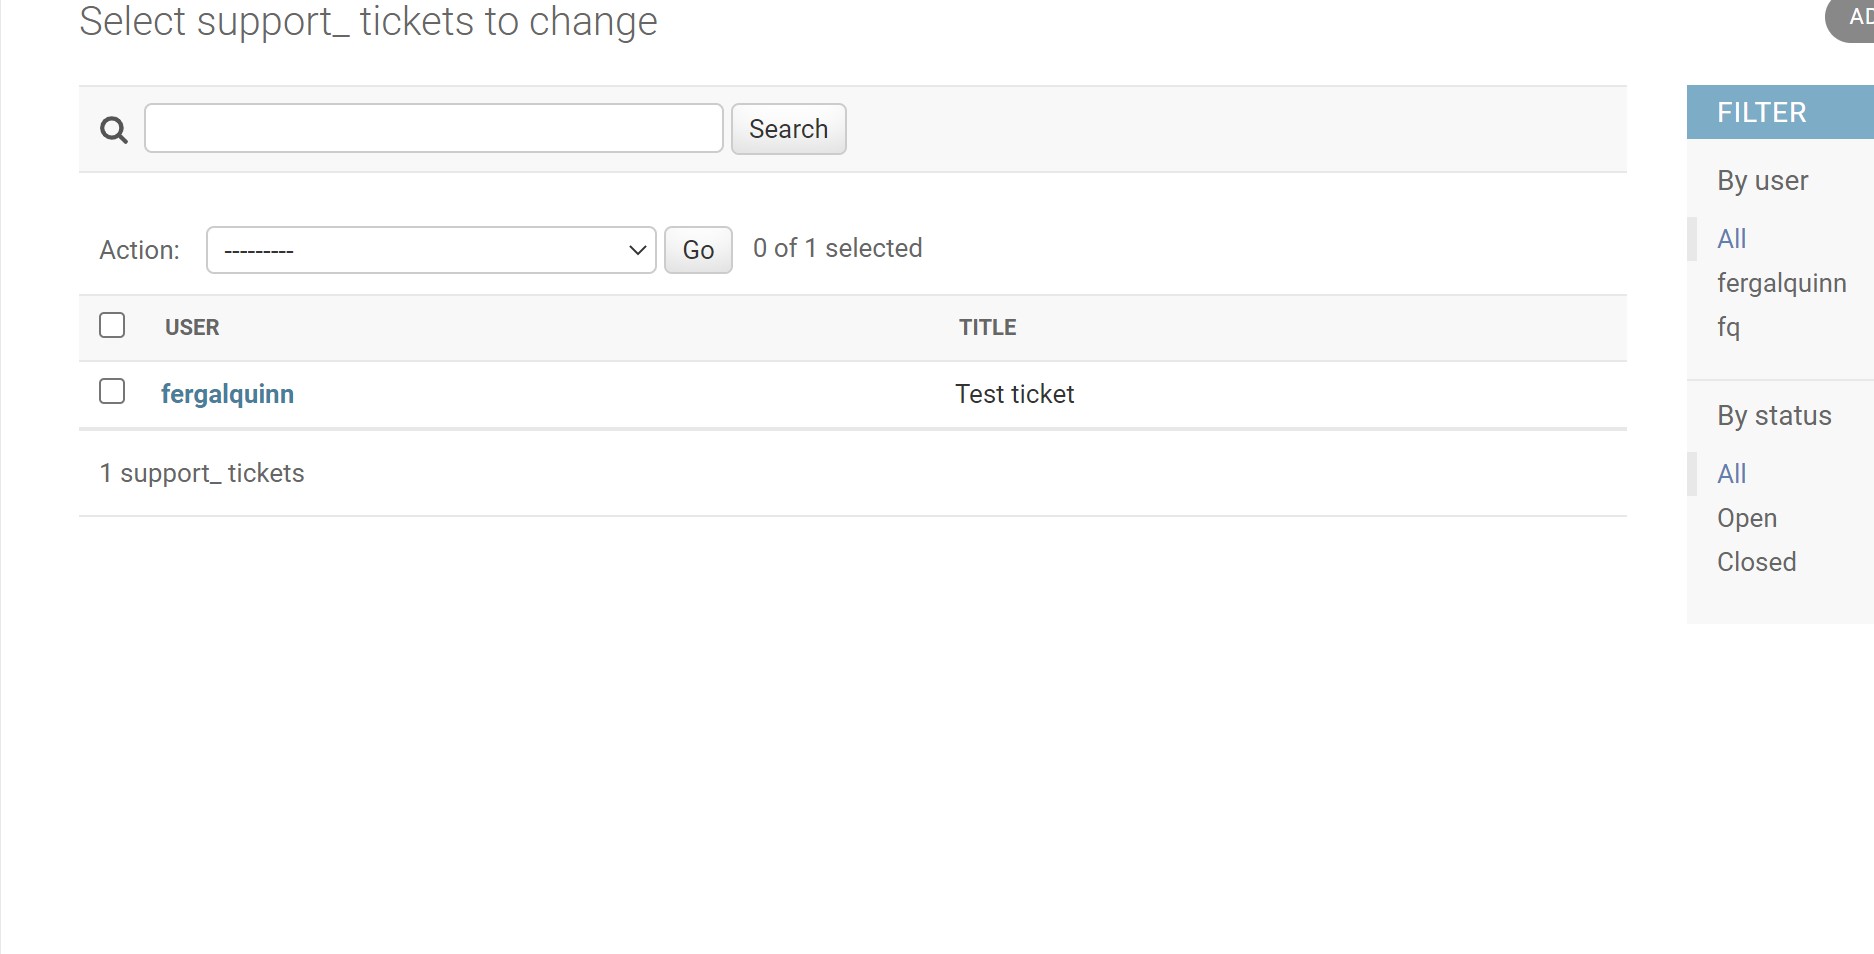 Select support_ tickets to change
AD
Search
Action:
---------
Go
0 of 1 selected
USER
TITLE
fergalquinn
Test ticket
1 support_ tickets
FILTER
By user
All
fergalquinn
fq
By status
All
Open
Closed